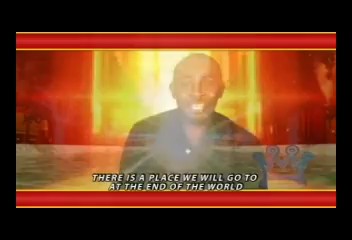 THERE IS A PLACE WE WILL GO TO
AT THE END OF THE WORLD